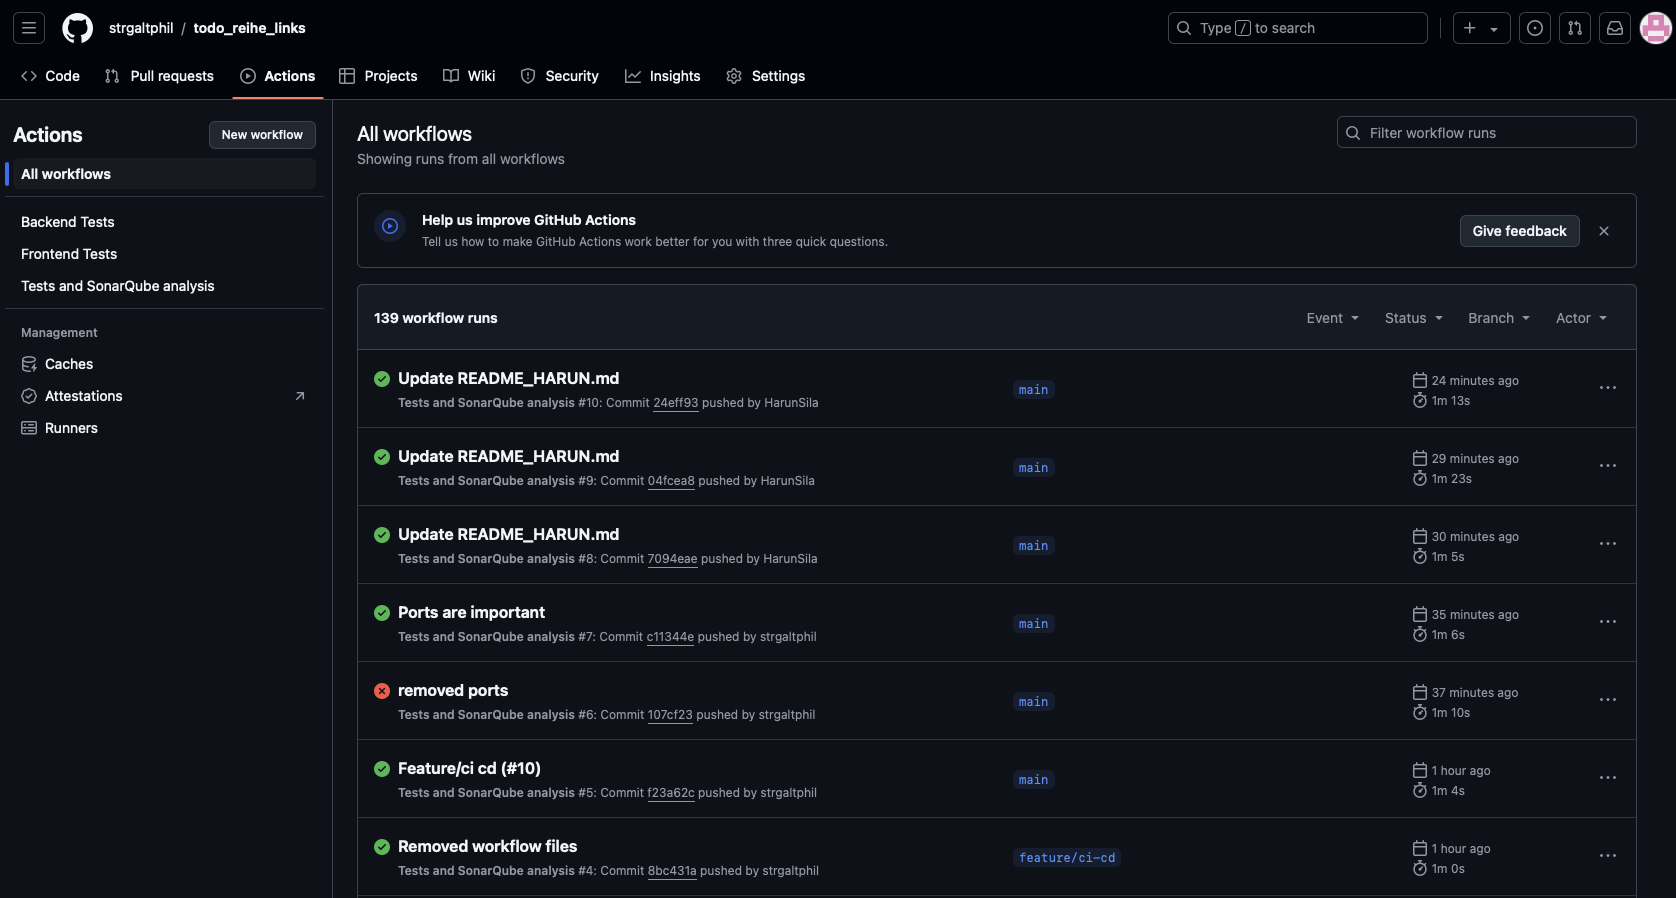 strgaltphil / todo_reihe_links
Type / to search
Code Pull requests Actions Projects Wiki Security Insights Settings
Actions
New workflow
All workflows
Backend Tests
Frontend Tests
Tests and SonarQube analysis
Management
Caches
Attestations
Runners
All workflows
Showing runs from all workflows
Filter workflow runs
Help us improve GitHub Actions
Tell us how to make GitHub Actions work better for you with three quick questions.
Give feedback
139 workflow runs
Event Status Branch Actor
Update README_HARUN.md
Tests and SonarQube analysis #10: Commit 24eff93 pushed by HarunSila
main
24 minutes ago
1m 13s
Update README_HARUN.md
Tests and SonarQube analysis #9: Commit 04fcea8 pushed by HarunSila
main
29 minutes ago
1m 23s
Update README_HARUN.md
Tests and SonarQube analysis #8: Commit 7094eae pushed by HarunSila
main
30 minutes ago
1m 5s
Ports are important
Tests and SonarQube analysis #7: Commit c11344e pushed by strgaltphil
main
35 minutes ago
1m 6s
removed ports
Tests and SonarQube analysis #6: Commit 107cf23 pushed by strgaltphil
main
37 minutes ago
1m 10s
Feature/ci cd (#10)
Tests and SonarQube analysis #5: Commit f23a62c pushed by strgaltphil
main
1 hour ago
1m 4s
Removed workflow files
Tests and SonarQube analysis #4: Commit 8bc431a pushed by strgaltphil
feature/ci-cd
1 hour ago
1m 0s